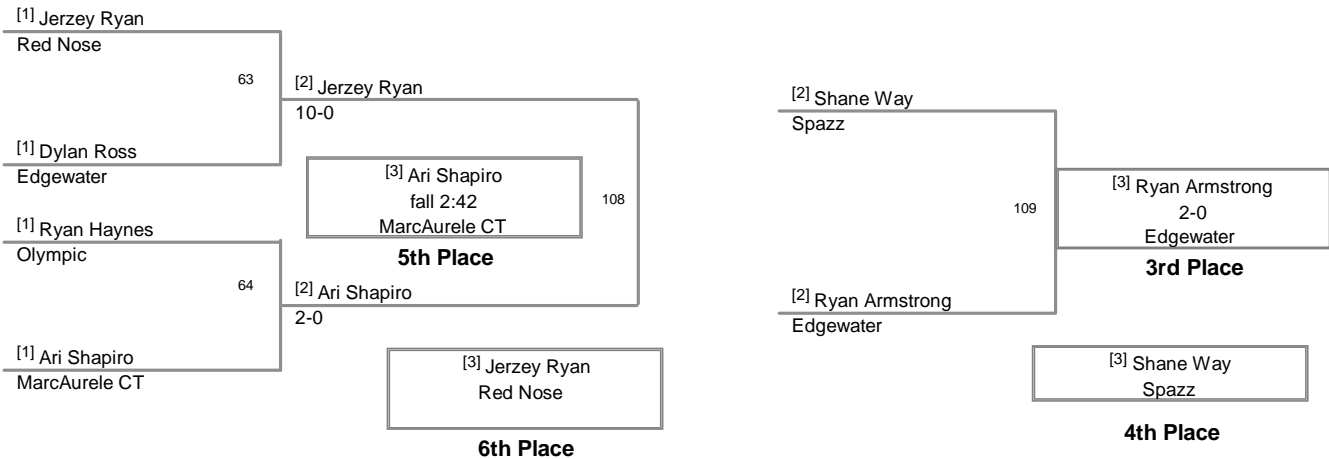 [1] Jerzey Ryan
Red Nose
63
[2] Jerzey Ryan
10-0
[1] Dylan Ross
Edgewater
[3] Ari Shapiro
fall 2:42
MarcAurele CT
5th Place
108
[1] Ryan Haynes
Olympic
64
[2] Ari Shapiro
2-0
[1] Ari Shapiro
MarcAurele CT
[3] Jerzey Ryan
Red Nose
6th Place
[2] Shane Way
Spazz
109
[3] Ryan Armstrong
2-0
Edgewater
3rd Place
[2] Ryan Armstrong
Edgewater
[3] Shane Way
Spazz
4th Place